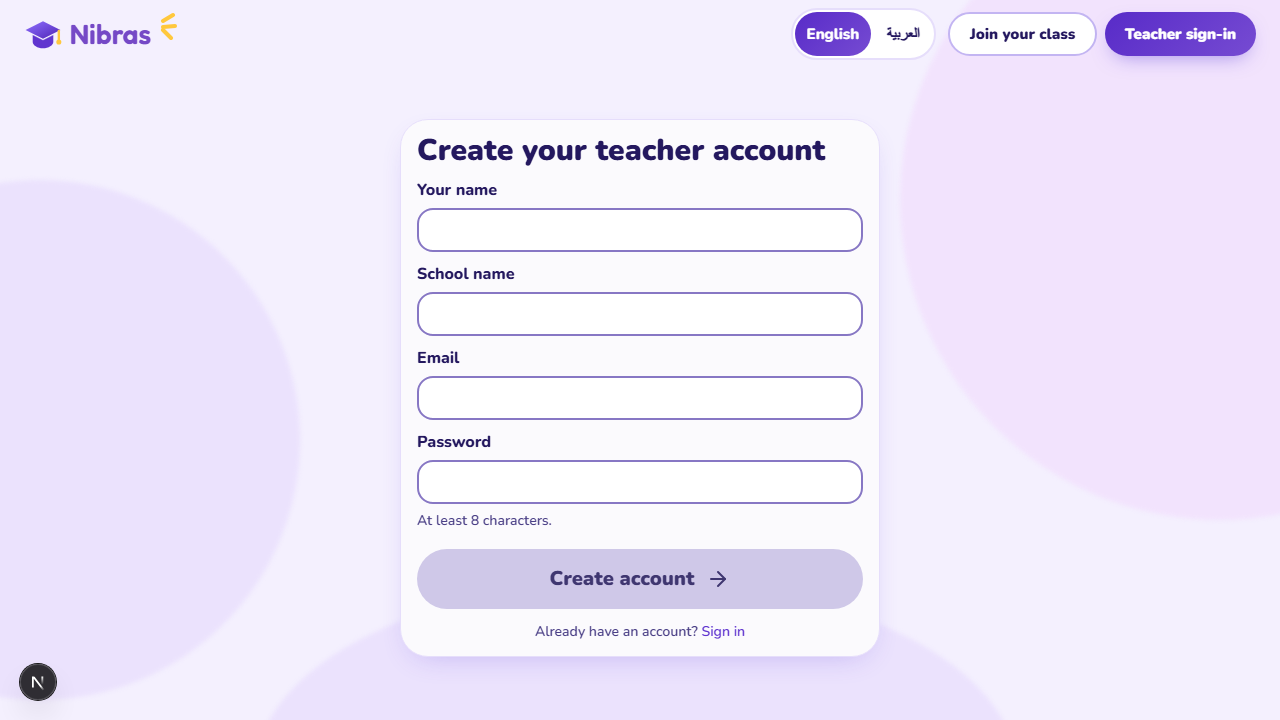 Nibras
English
العربية
Join your class
Teacher sign-in
Create your teacher account
Your name
School name
Email
Password
At least 8 characters.
Create account
Already have an account? Sign in
N